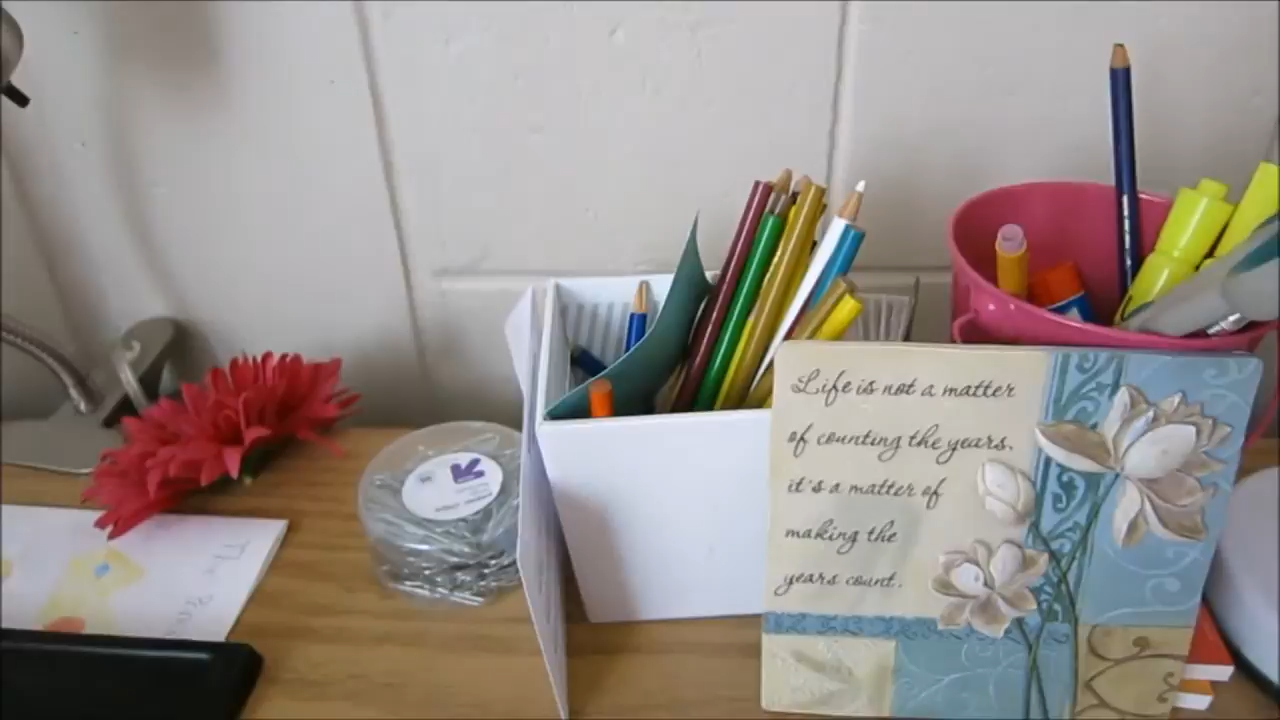 Life is not a matter
of counting the years,
it's a matter of
making the
years count.